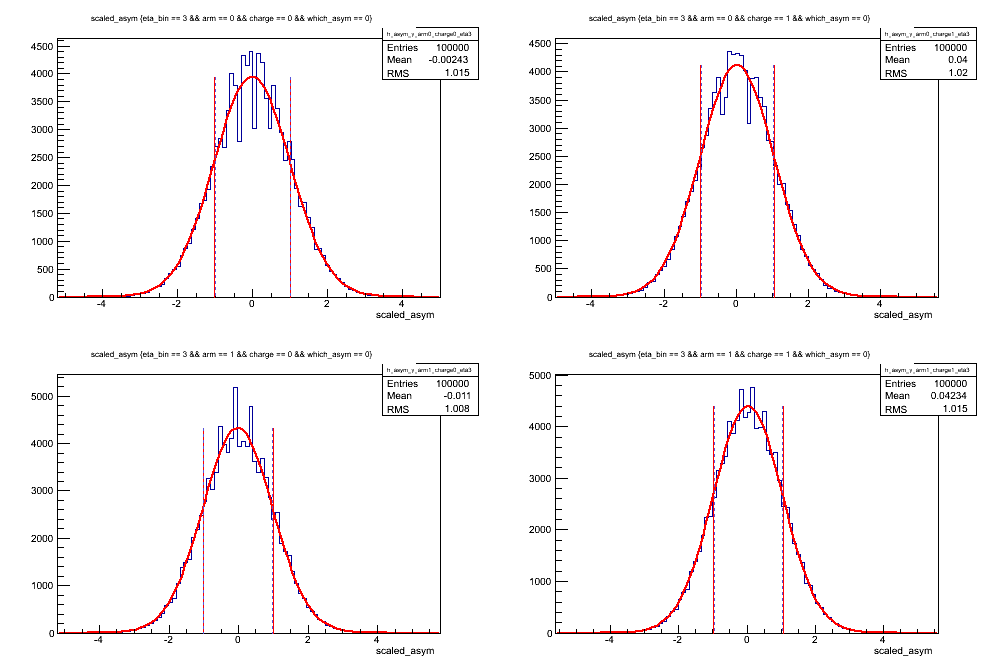 scaled_asym {eta_bin == 3 && arm == 0 && charge == 0 && which_asym == 0}
h_asym_y_arm0_charge0_eta3
Entries 100000
Mean -0.00243
RMS 1.015
4500
4000
3500
3000
2500
2000
1500
1000
500
0
-4 -2 0 2 4
scaled_asym
scaled_asym {eta_bin == 3 && arm == 0 && charge == 1 && which_asym == 0}
h_asym_y_arm0_charge1_eta3
Entries 100000
Mean 0.04
RMS 1.02
4500
4000
3500
3000
2500
2000
1500
1000
500
0
-4 -2 0 2 4
scaled_asym
scaled_asym {eta_bin == 3 && arm == 1 && charge == 0 && which_asym == 0}
h_asym_y_arm1_charge0_eta3
Entries 100000
Mean -0.011
RMS 1.008
5000
4000
3000
2000
1000
0
-4 -2 0 2 4
scaled_asym
scaled_asym {eta_bin == 3 && arm == 1 && charge == 1 && which_asym == 0}
h_asym_y_arm1_charge1_eta3
Entries 100000
Mean 0.04234
RMS 1.015
5000
4000
3000
2000
1000
0
-4 -2 0 2 4
scaled_asym